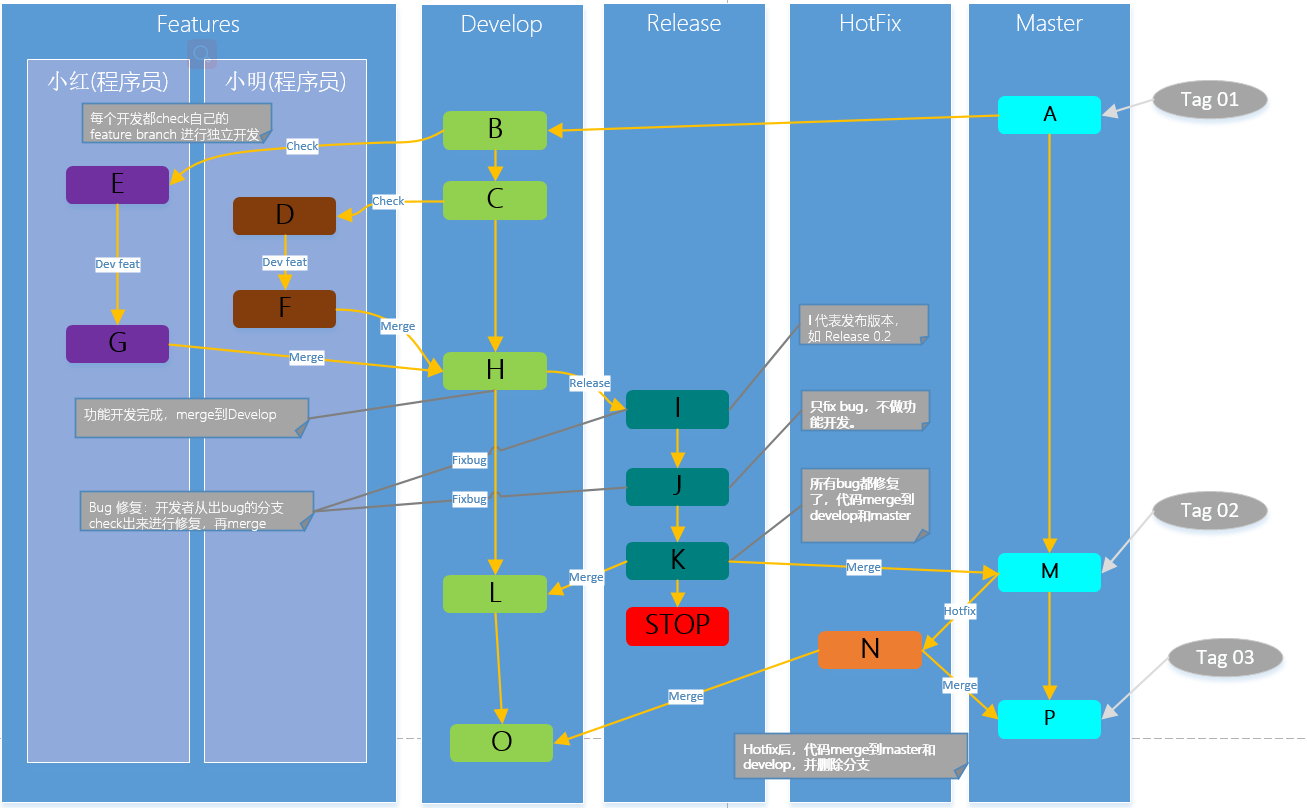 Features
Develop
Release
HotFix
Master
小红(程序员)
小明(程序员)
每个开发都check自己的
feature branch 进行独立开发
Tag 01
A
B
Check
E
C
Check
D
Dev feat
Dev feat
F
Merge
G
Merge
H
Release
I
I 代表发布版本，
如 Release 0.2
功能开发完成，merge到Develop
只fix bug，不做功
能开发。
Fixbug
J
Fixbug
所有bug都修复
了，代码merge到
develop和master
Bug 修复：开发者从出bug的分支
check出来进行修复，再merge
Tag 02
K
Merge
Merge
M
L
Hotfix
STOP
N
Tag 03
Merge
Merge
P
O
Hotfix后，代码merge到master和
develop，并删除分支